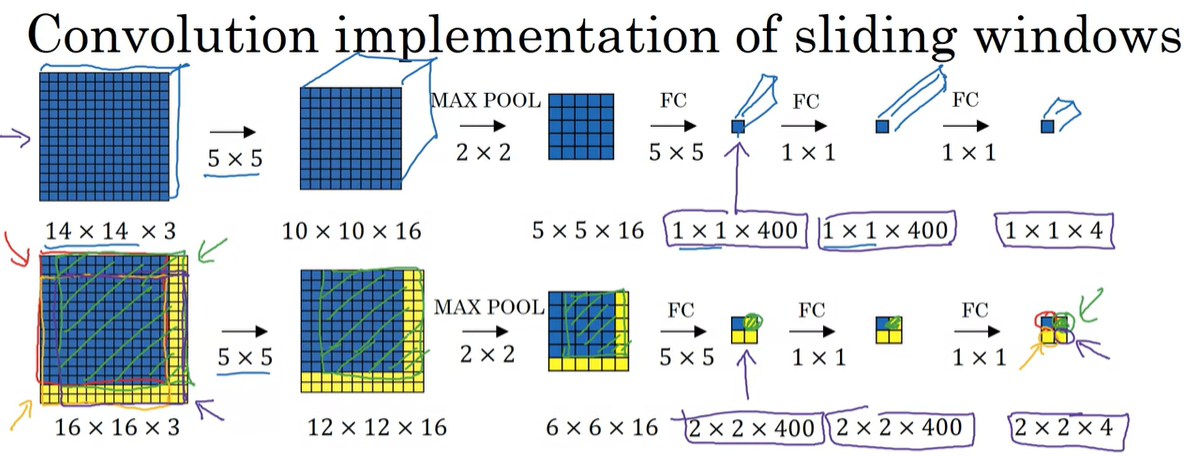 Convolution implementation of sliding windows
MAX POOL FC FC FC
5 × 5 2 × 2 5 × 5 1 × 1 1 × 1
14 × 14 × 3 10 × 10 × 16 5 × 5 × 16 1 × 1 × 400 1 × 1 × 400 1 × 1 × 4
MAX POOL FC FC FC
5 × 5 2 × 2 5 × 5 1 × 1 1 × 1
16 × 16 × 3 12 × 12 × 16 6 × 6 × 16 2 × 2 × 400 2 × 2 × 400 2 × 2 × 4